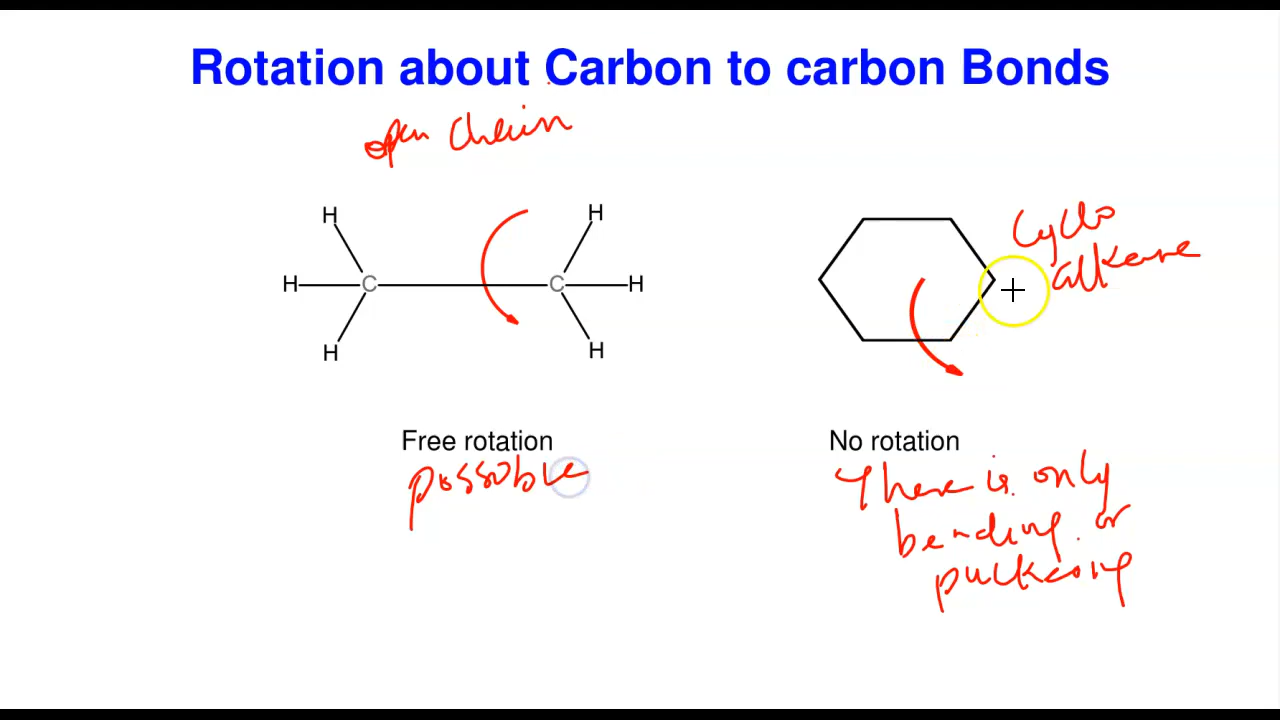 Rotation about Carbon to carbon Bonds
open Chain
H H
H C C H
H H
Cyclo
alkane
Free rotation
possoble
No rotation
There is only
bending or
puckering